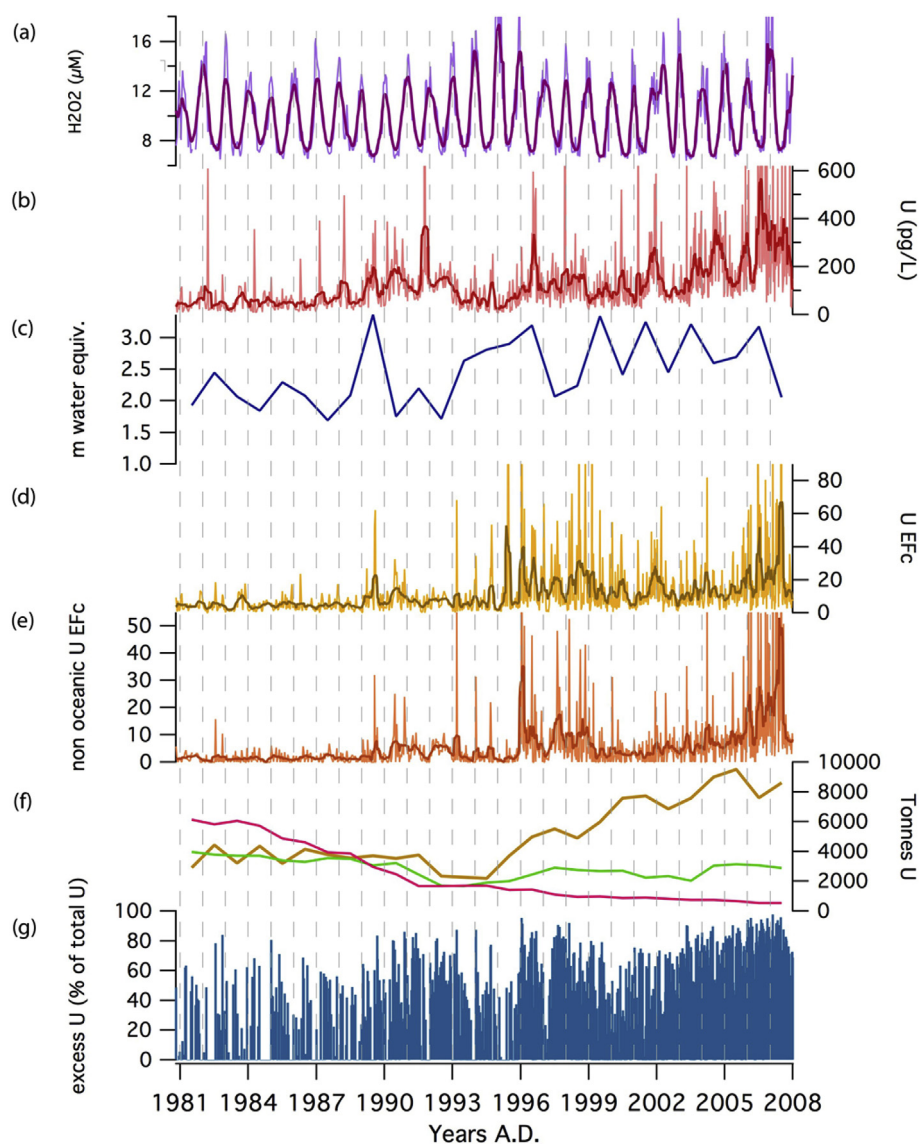 (a)
H2O2 (µM)
16
12
8
(b)
U (pg/L)
600
400
200
0
(c)
m water equiv.
3.0
2.5
2.0
1.5
1.0
(d)
U EFc
80
60
40
20
0
(e)
non oceanic U EFc
50
40
30
20
10
0
(f)
Tonnes U
10000
8000
6000
4000
2000
0
(g)
excess U (% of total U)
100
80
60
40
20
0
1981 1984 1987 1990 1993 1996 1999 2002 2005 2008
Years A.D.